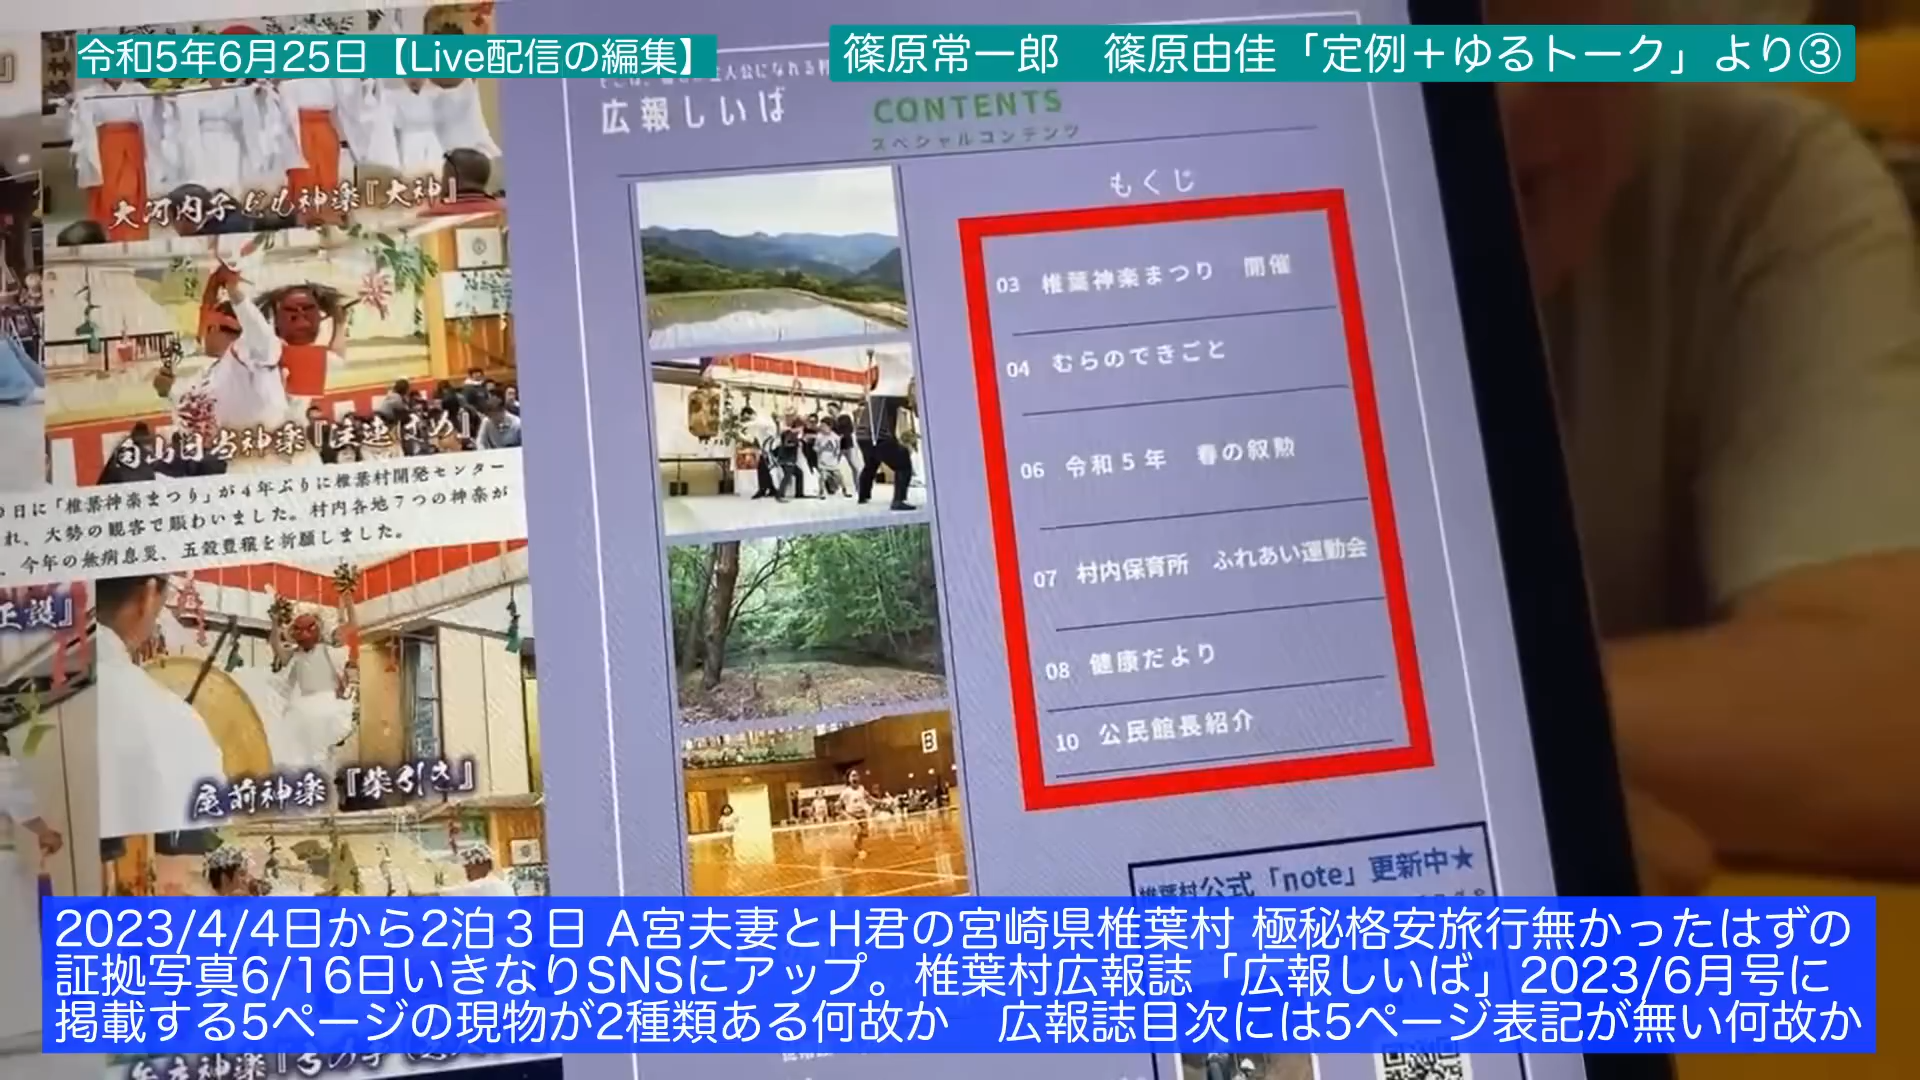 令和5年6月25日【Live配信の編集】
篠原常一郎　篠原由佳「定例＋ゆるトーク」より③
広報しいば
CONTENTS
スペシャルコンテンツ
もくじ
03 椎葉神楽まつり 開催
04 むらのできごと
06 令和5年 春の叙勲
07 村内保育所 ふれあい運動会
08 健康だより
10 公民館長紹介
椎葉村公式「note」更新中★
大河内子ども神楽『大神』
向山日当神楽『注連ほめ』
日に「椎葉神楽まつり」が4年ぶりに椎葉村開発センター
れ、大勢の観客で賑わいました。村内各地7つの神楽が
、今年の無病息災、五穀豊穣を祈願しました。
尾前神楽『柴引き』
B
2023/4/4日から2泊３日 A宮夫妻とH君の宮崎県椎葉村 極秘格安旅行無かったはずの
証拠写真6/16日いきなりSNSにアップ。椎葉村広報誌「広報しいば」2023/6月号に
掲載する5ページの現物が2種類ある何故か　広報誌目次には5ページ表記が無い何故か